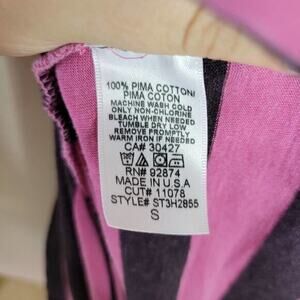 100% PIMA COTTON/
PIMA COTON
MACHINE WASH COLD
ONLY NON-CHLORINE
BLEACH WHEN NEEDED
TUMBLE DRY LOW
REMOVE PROMPTLY
WARM IRON IF NEEDED
CA# 30427
RN# 92874
MADE IN U.S.A
CUT# 11078
STYLE# ST3H2855
S